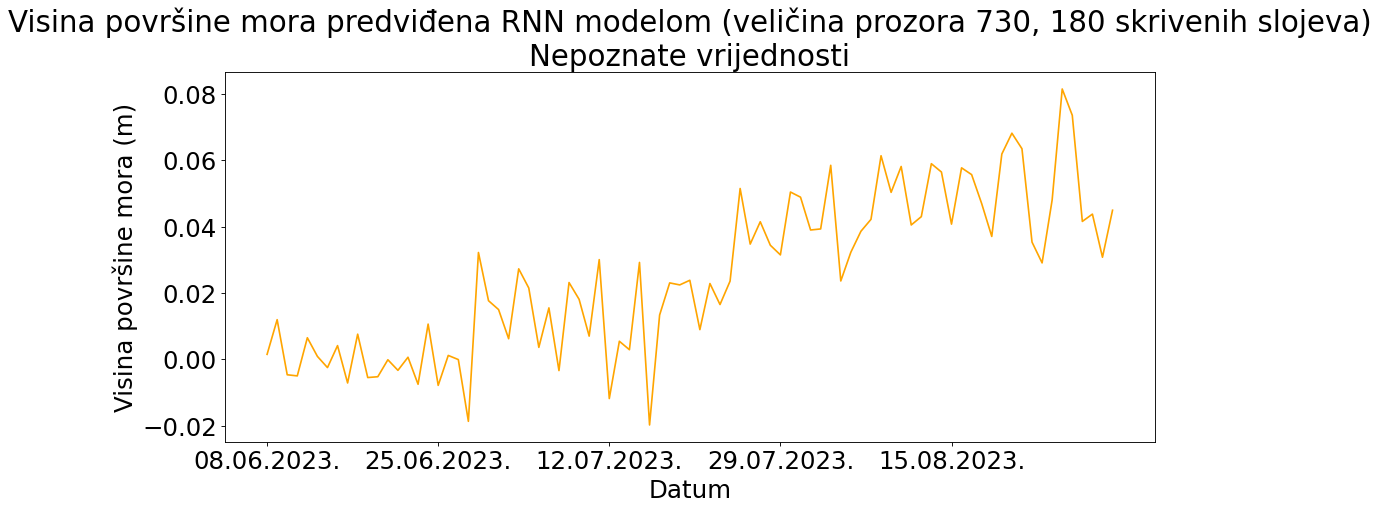 Visina površine mora predviđena RNN modelom (veličina prozora 730, 180 skrivenih slojeva)
Nepoznate vrijednosti
Visina površine mora (m)
0.08
0.06
0.04
0.02
0.00
−0.02
08.06.2023. 25.06.2023. 12.07.2023. 29.07.2023. 15.08.2023.
Datum